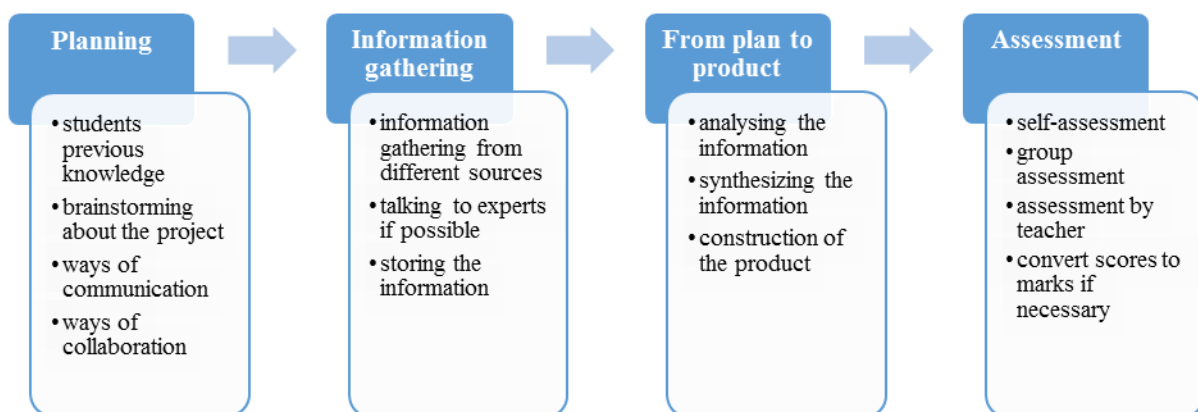 Planning
• students
previous
knowledge
• brainstorming
about the project
• ways of
communication
• ways of
collaboration
Information
gathering
• information
gathering from
different sources
• talking to experts
if possible
• storing the
information
From plan to
product
• analysing the
information
• synthesizing the
information
• construction of
the product
Assessment
• self-assessment
• group
assessment
• assessment by
teacher
• convert scores to
marks if
necessary